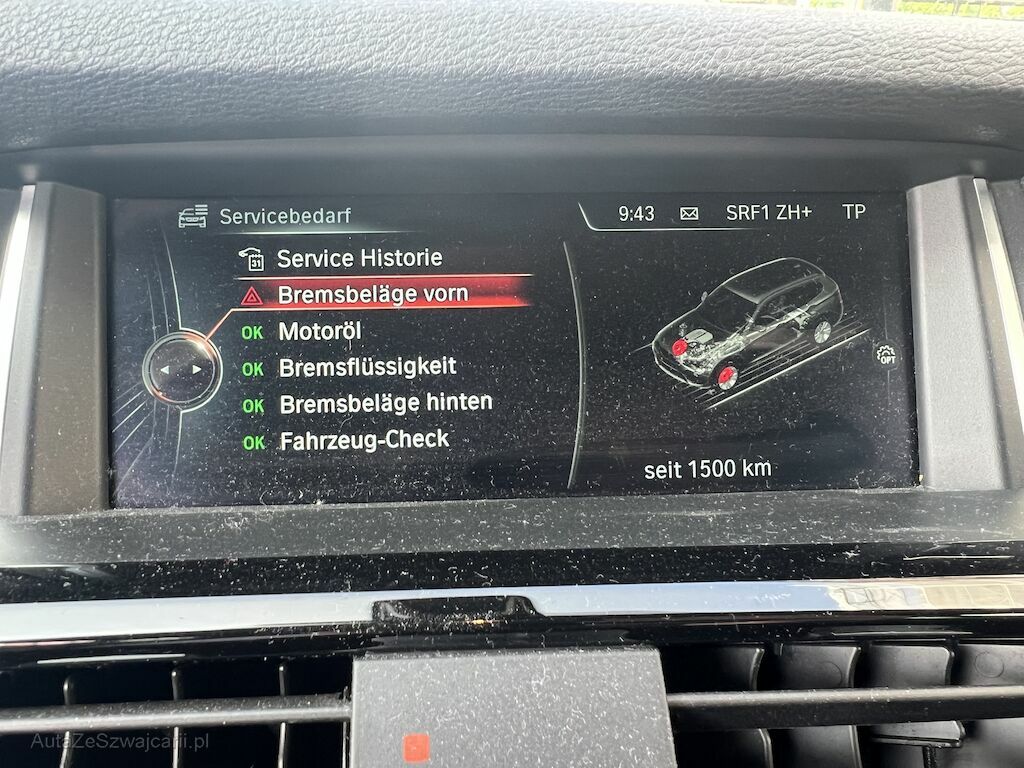 Servicebedarf
9:43 SRF1 ZH+ TP
31 Service Historie
Bremsbeläge vorn
OK Motoröl
OK Bremsflüssigkeit
OK Bremsbeläge hinten
OK Fahrzeug-Check
OPT
seit 1500 km
AutaZeSzwajcarii.pl